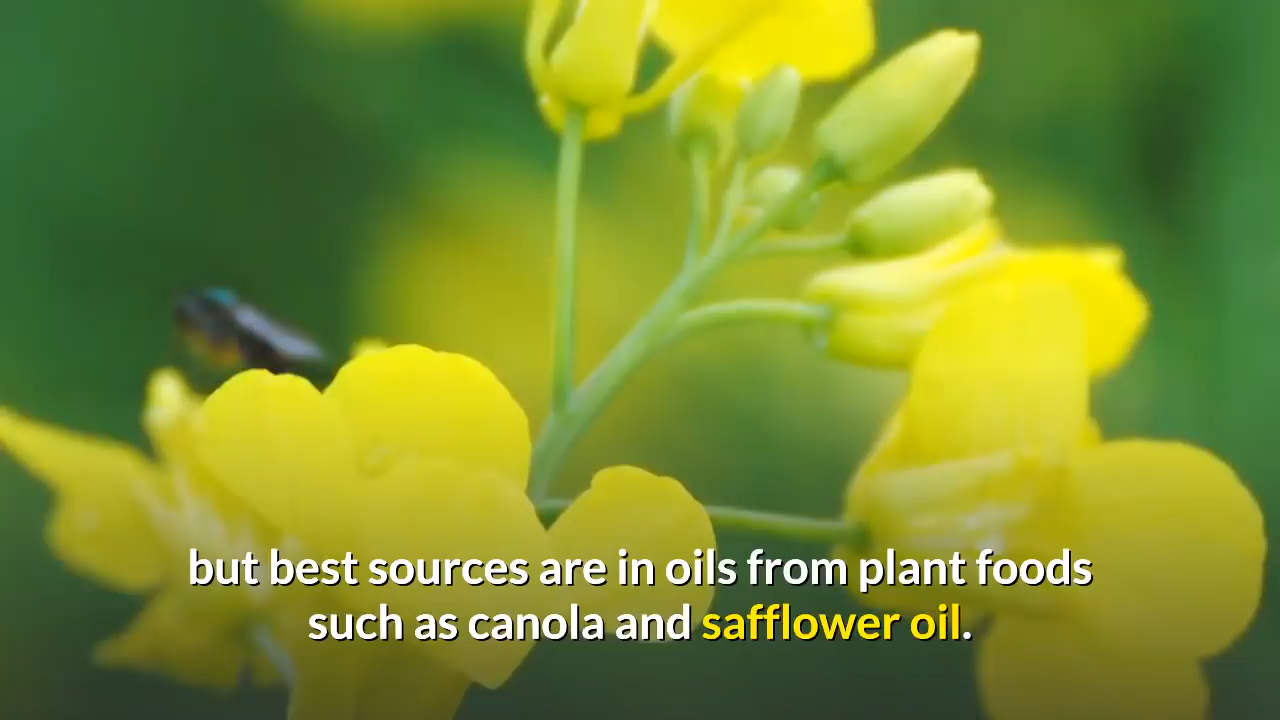 but best sources are in oils from plant foods
such as canola and safflower oil.